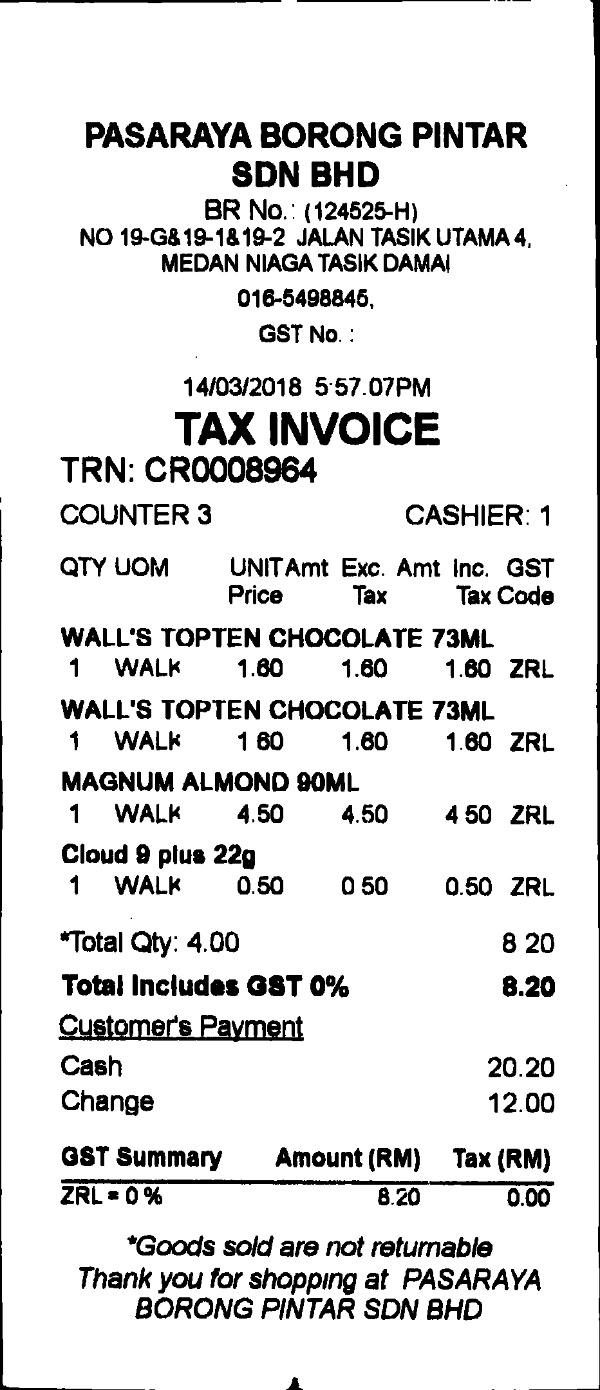 PASARAYA BORONG PINTAR
SDN BHD
BR No.: (124525-H)
NO 19-G&19-1&19-2 JALAN TASIK UTAMA 4,
MEDAN NIAGA TASIK DAMAI
016-5498845,
GST No. :
14/03/2018 5:57.07PM
TAX INVOICE
TRN: CR0008964
COUNTER 3 CASHIER: 1
QTY UOM UNIT Amt Exc. Amt Inc. GST
Price Tax Tax Code
WALL'S TOPTEN CHOCOLATE 73ML
1 WALK 1.60 1.60 1.60 ZRL
WALL'S TOPTEN CHOCOLATE 73ML
1 WALK 1 60 1.60 1.60 ZRL
MAGNUM ALMOND 90ML
1 WALK 4.50 4.50 4 50 ZRL
Cloud 9 plus 22g
1 WALK 0.50 0 50 0.50 ZRL
*Total Qty: 4.00 8 20
Total Includes GST 0% 8.20
Customer's Payment
Cash 20.20
Change 12.00
GST Summary Amount (RM) Tax (RM)
ZRL = 0 % 8.20 0.00
*Goods sold are not returnable
Thank you for shopping at PASARAYA
BORONG PINTAR SDN BHD